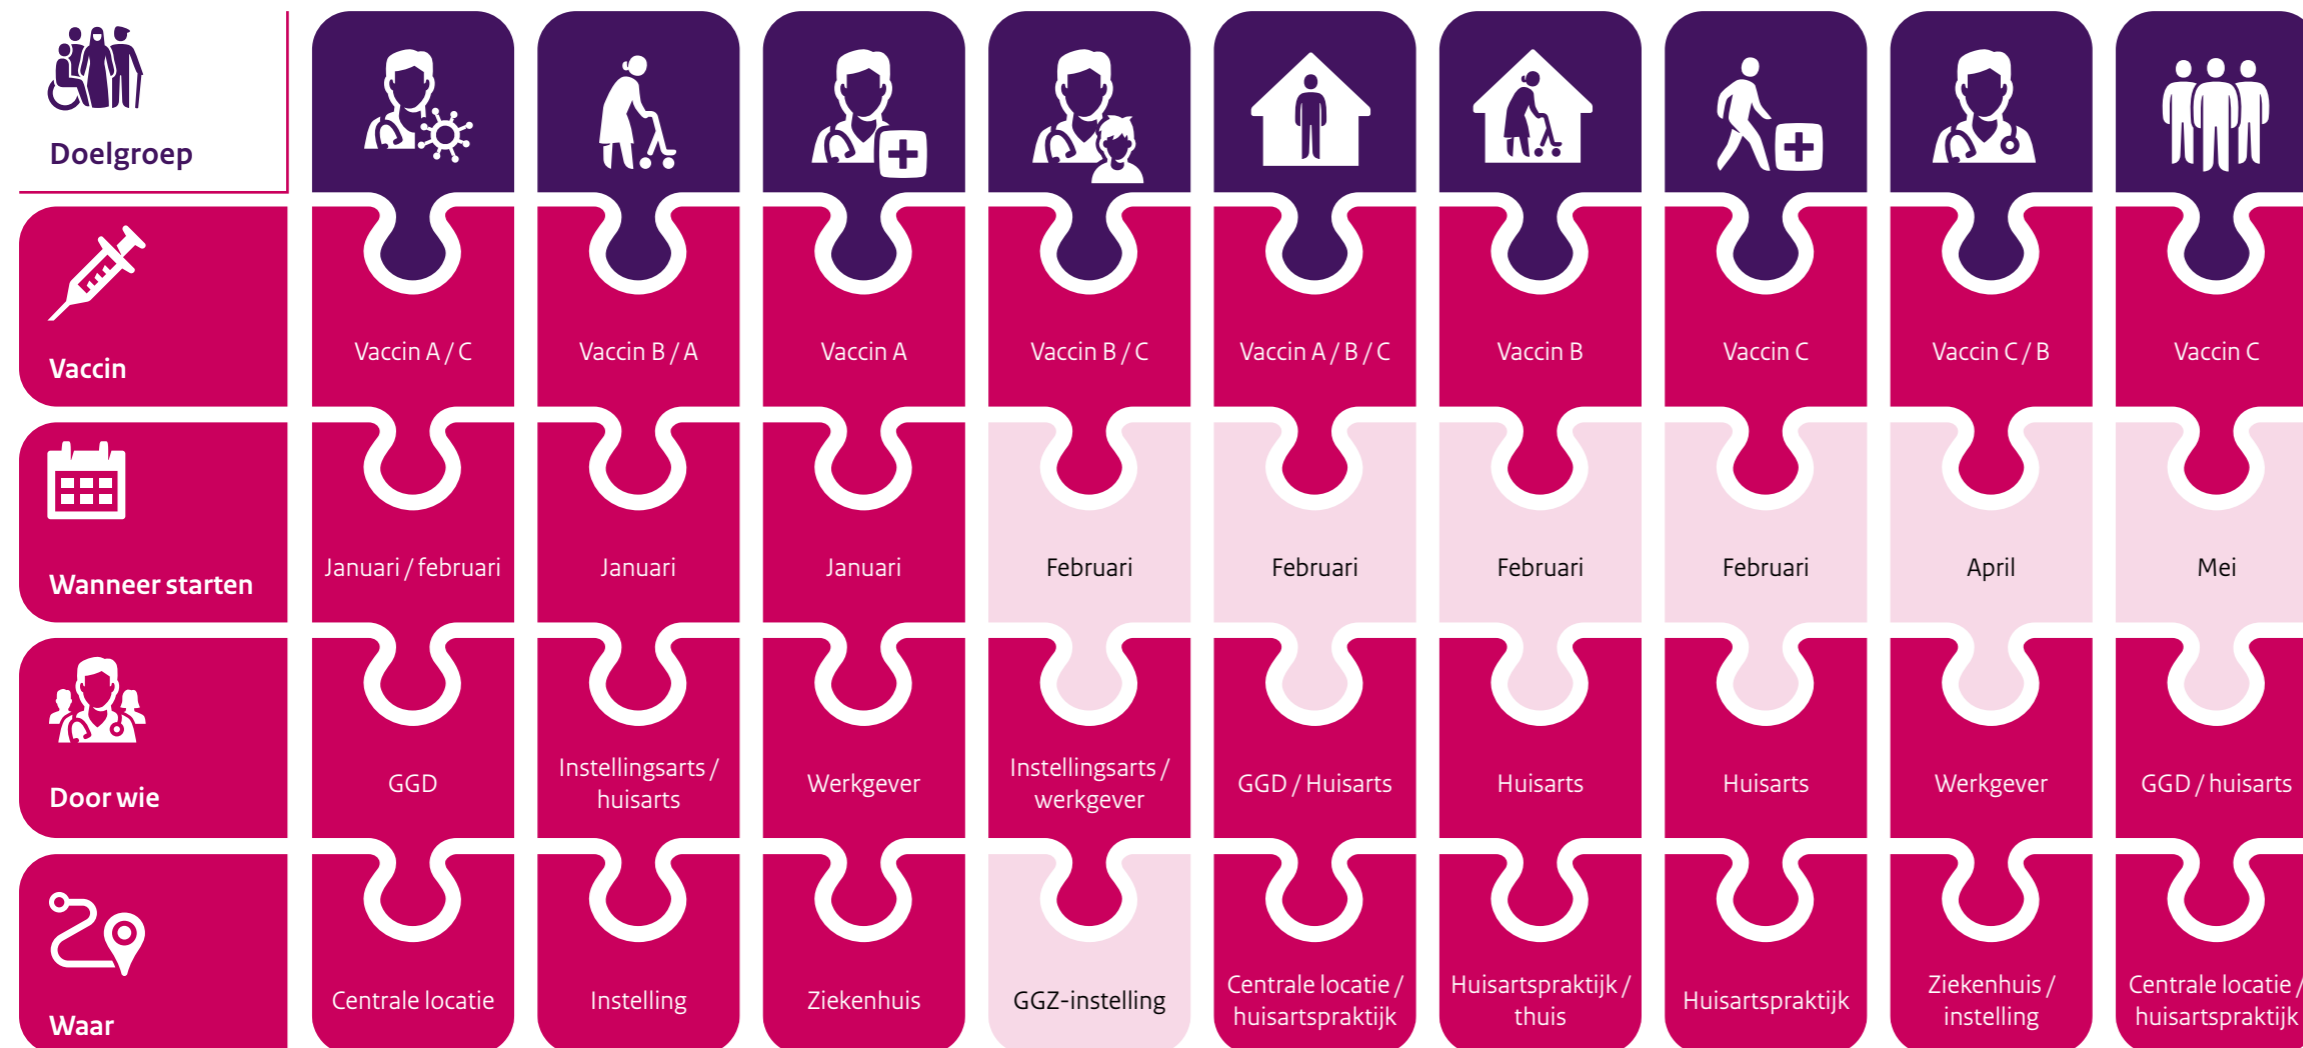 Doelgroep
Vaccin
Vaccin A / C
Vaccin B / A
Vaccin A
Vaccin B / C
Vaccin A / B / C
Vaccin B
Vaccin C
Vaccin C / B
Vaccin C
Wanneer starten
Januari / februari
Januari
Januari
Februari
Februari
Februari
Februari
April
Mei
Door wie
GGD
Instellingsarts /
huisarts
Werkgever
Instellingsarts /
werkgever
GGD / Huisarts
Huisarts
Huisarts
Werkgever
GGD / huisarts
Waar
Centrale locatie
Instelling
Ziekenhuis
GGZ-instelling
Centrale locatie /
huisartspraktijk
Huisartspraktijk /
thuis
Huisartspraktijk
Ziekenhuis /
instelling
Centrale locatie /
huisartspraktijk